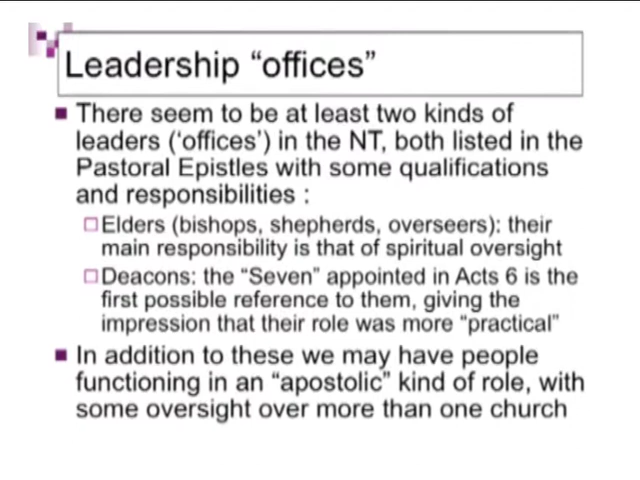 Leadership “offices”
There seem to be at least two kinds of
leaders (‘offices’) in the NT, both listed in the
Pastoral Epistles with some qualifications
and responsibilities :
Elders (bishops, shepherds, overseers): their
main responsibility is that of spiritual oversight
Deacons: the “Seven” appointed in Acts 6 is the
first possible reference to them, giving the
impression that their role was more “practical”
In addition to these we may have people
functioning in an “apostolic” kind of role, with
some oversight over more than one church